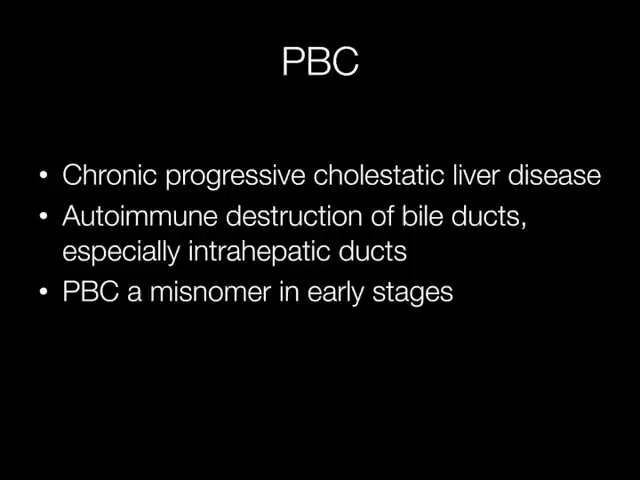 PBC
• Chronic progressive cholestatic liver disease
• Autoimmune destruction of bile ducts,
especially intrahepatic ducts
• PBC a misnomer in early stages